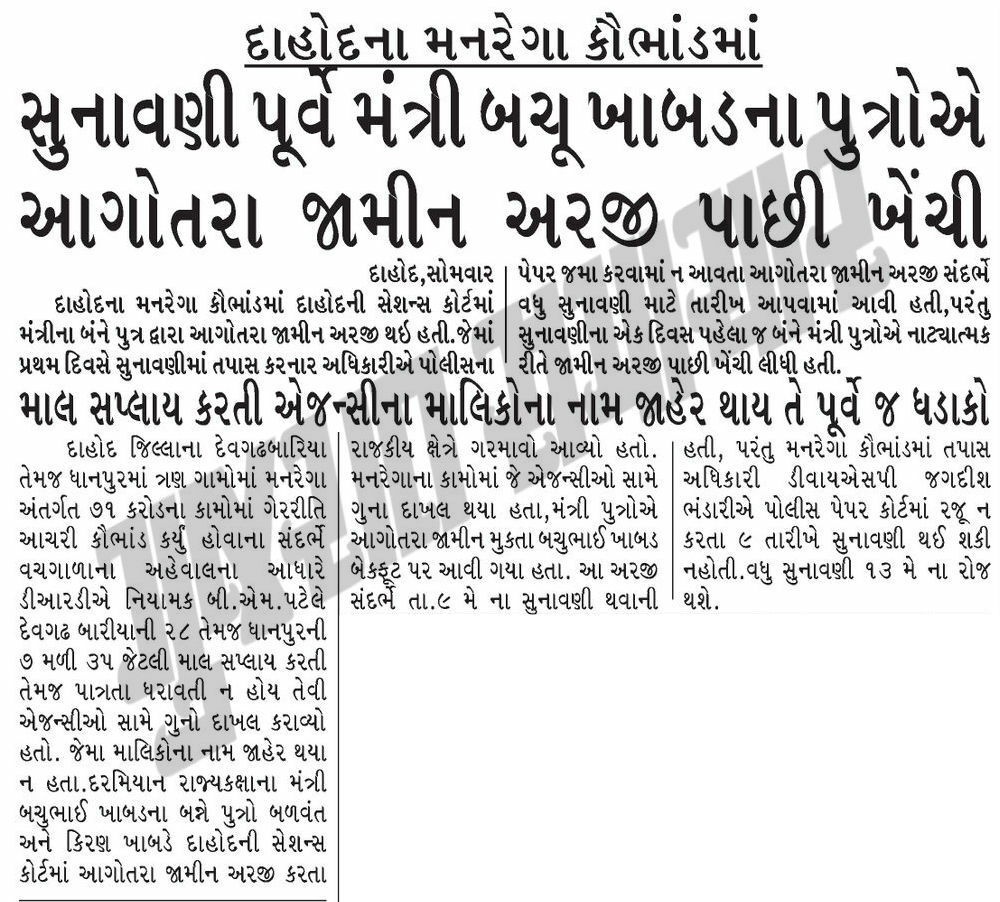 દાહોદના મનરેગા કૌભાંડમાં
સુનાવણી પૂર્વે મંત્રી બચૂ ખાબડના પુત્રોએ
આગોતરા જામીન અરજી પાછી ખેંચી
દાહોદ,સોમવાર
દાહોદના મનરેગા કૌભાંડમાં દાહોદની સેશન્સ કોર્ટમાં
મંત્રીના બંને પુત્ર દ્વારા આગોતરા જામીન અરજી થઇ હતી.જેમાં
પ્રથમ દિવસે સુનાવણીમાં તપાસ કરનાર અધિકારીએ પોલીસના
પેપર જમા કરવામાં ન આવતા આગોતરા જામીન અરજી સંદર્ભે
વધુ સુનાવણી માટે તારીખ આપવામાં આવી હતી,પરંતુ
સુનાવણીના એક દિવસ પહેલા જ બંને મંત્રી પુત્રોએ નાટ્યાત્મક
રીતે જામીન અરજી પાછી ખેંચી લીધી હતી.
માલ સપ્લાય કરતી એજન્સીના માલિકોના નામ જાહેર થાય તે પૂર્વે જ ધડાકો
દાહોદ જિલ્લાના દેવગઢબારિયા
તેમજ ધાનપુરમાં ત્રણ ગામોમાં મનરેગા
અંતર્ગત ૭૧ કરોડના કામોમાં ગેરરીતિ
આચરી કૌભાંડ કર્યું હોવાના સંદર્ભે
વચગાળાના અહેવાલના આધારે
ડીઆરડીએ નિયામક બી.એમ.પટેલે
દેવગઢ બારીયાની ૨૮ તેમજ ધાનપુરની
૭ મળી ૩૫ જેટલી માલ સપ્લાય કરતી
તેમજ પાત્રતા ધરાવતી ન હોય તેવી
એજન્સીઓ સામે ગુનો દાખલ કરાવ્યો
હતો. જેમા માલિકોના નામ જાહેર થયા
ન હતા.દરમિયાન રાજ્યકક્ષાના મંત્રી
બચુભાઈ ખાબડના બન્ને પુત્રો બળવંત
અને કિરણ ખાબડે દાહોદની સેશન્સ
કોર્ટમાં આગોતરા જામીન અરજી કરતા
રાજકીય ક્ષેત્રે ગરમાવો આવ્યો હતો.
મનરેગાના કામોમાં જે એજન્સીઓ સામે
ગુના દાખલ થયા હતા,મંત્રી પુત્રોએ
આગોતરા જામીન મુકતા બચુભાઈ ખાબડ
બેકફૂટ પર આવી ગયા હતા. આ અરજી
સંદર્ભે તા.૯ મે ના સુનાવણી થવાની
હતી, પરંતુ મનરેગા કૌભાંડમાં તપાસ
અધિકારી ડીવાયએસપી જગદીશ
ભંડારીએ પોલીસ પેપર કોર્ટમાં રજૂ ન
કરતા ૯ તારીખે સુનાવણી થઈ શકી
નહોતી.વધુ સુનાવણી ૧૩ મે ના રોજ
થશે.
ગુજરાત સમાચાર